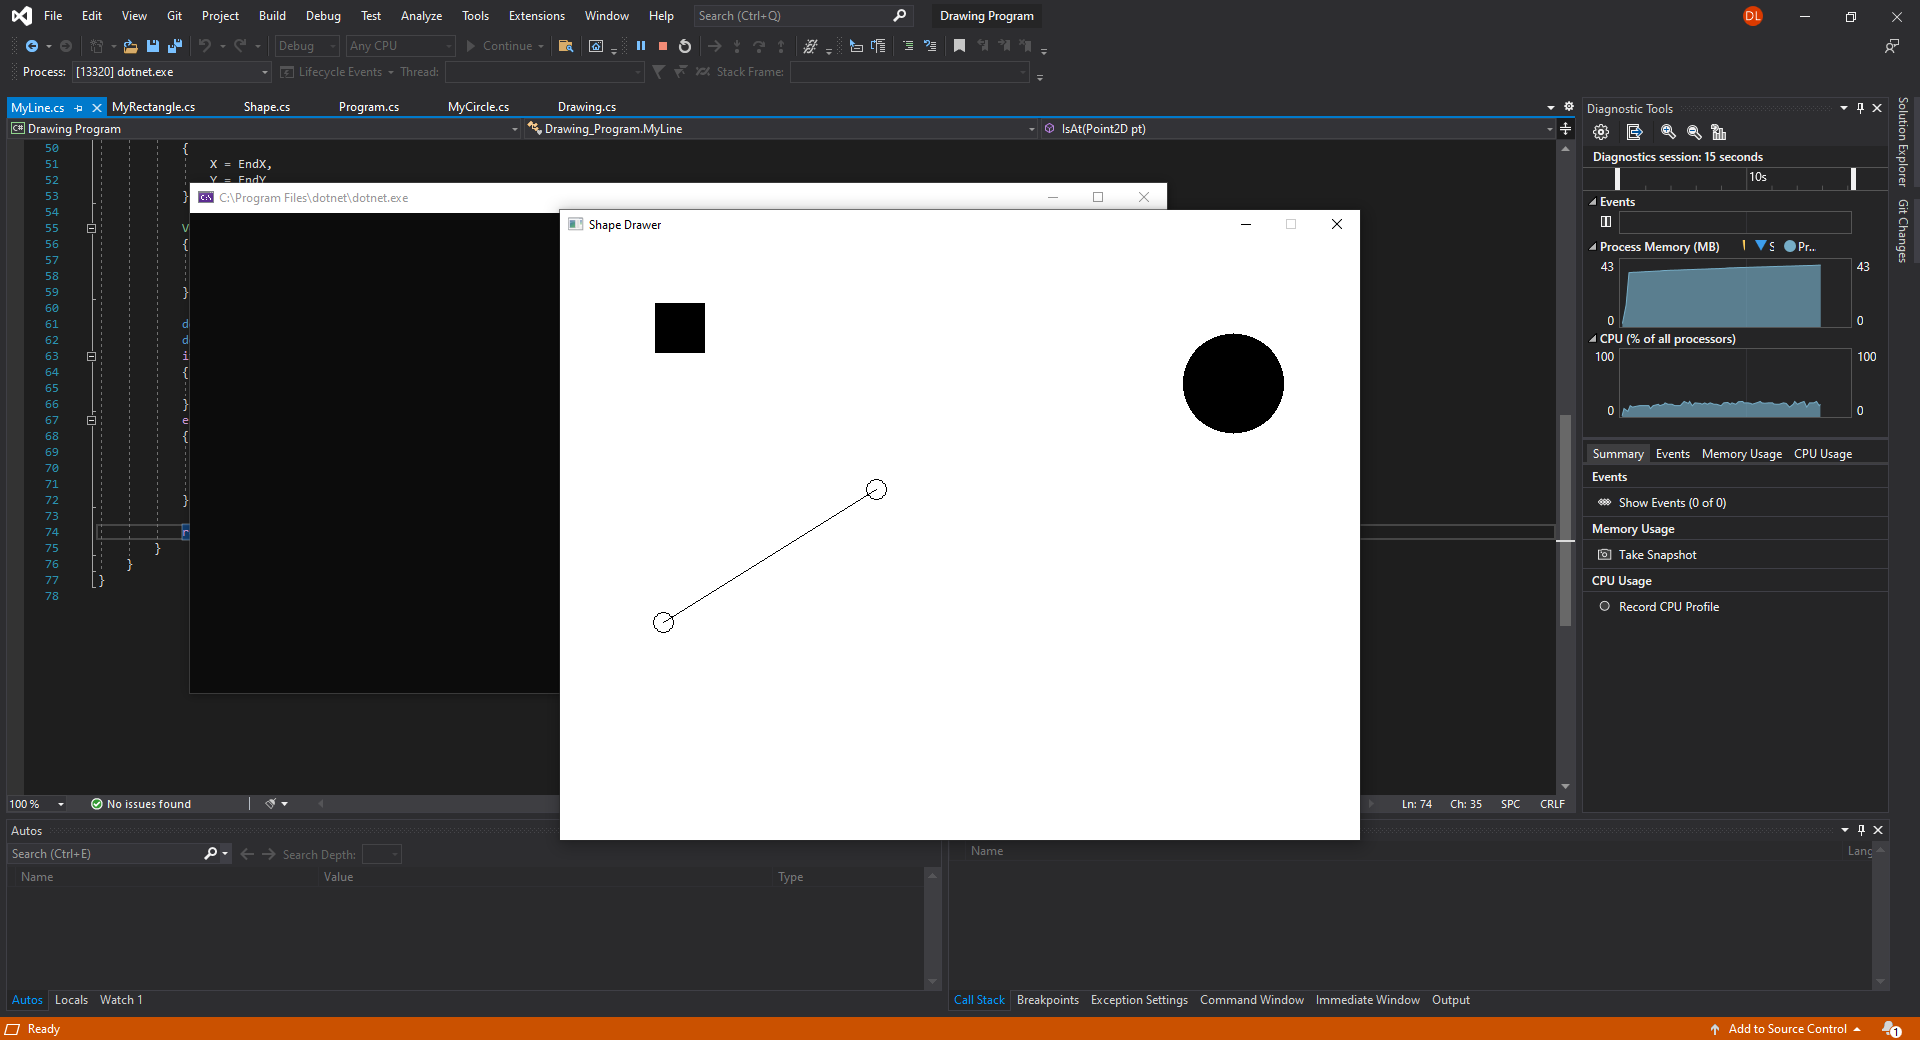 File Edit View Git Project Build Debug Test Analyze Tools Extensions Window Help Search (Ctrl+Q) Drawing Program DL
Debug Any CPU Continue
Process: [13320] dotnet.exe Lifecycle Events Thread: Stack Frame:
MyLine.cs MyRectangle.cs Shape.cs Program.cs MyCircle.cs Drawing.cs
Drawing Program Drawing_Program.MyLine IsAt(Point2D pt)
50 {
51 X = EndX,
52 Y = EndY
53 }
54
55 V
56 {
57
58
59 }
60
61 d
62 d
63 i
64 {
65
66 }
67 e
68 {
69
70
71
72 }
73
74 r
75 }
76 }
77 }
78
C:\Program Files\dotnet\dotnet.exe
Shape Drawer
100 % No issues found Ln: 74 Ch: 35 SPC CRLF
Diagnostic Tools
Diagnostics session: 15 seconds
10s
Events
Process Memory (MB) S Pr...
43 43
0 0
CPU (% of all processors)
100 100
0 0
Summary Events Memory Usage CPU Usage
Events
Show Events (0 of 0)
Memory Usage
Take Snapshot
CPU Usage
Record CPU Profile
Solution Explorer
Git Changes
Autos
Search (Ctrl+E) Search Depth:
Name Value Type
Autos Locals Watch 1
Name Lang
Call Stack Breakpoints Exception Settings Command Window Immediate Window Output
Ready Add to Source Control 1